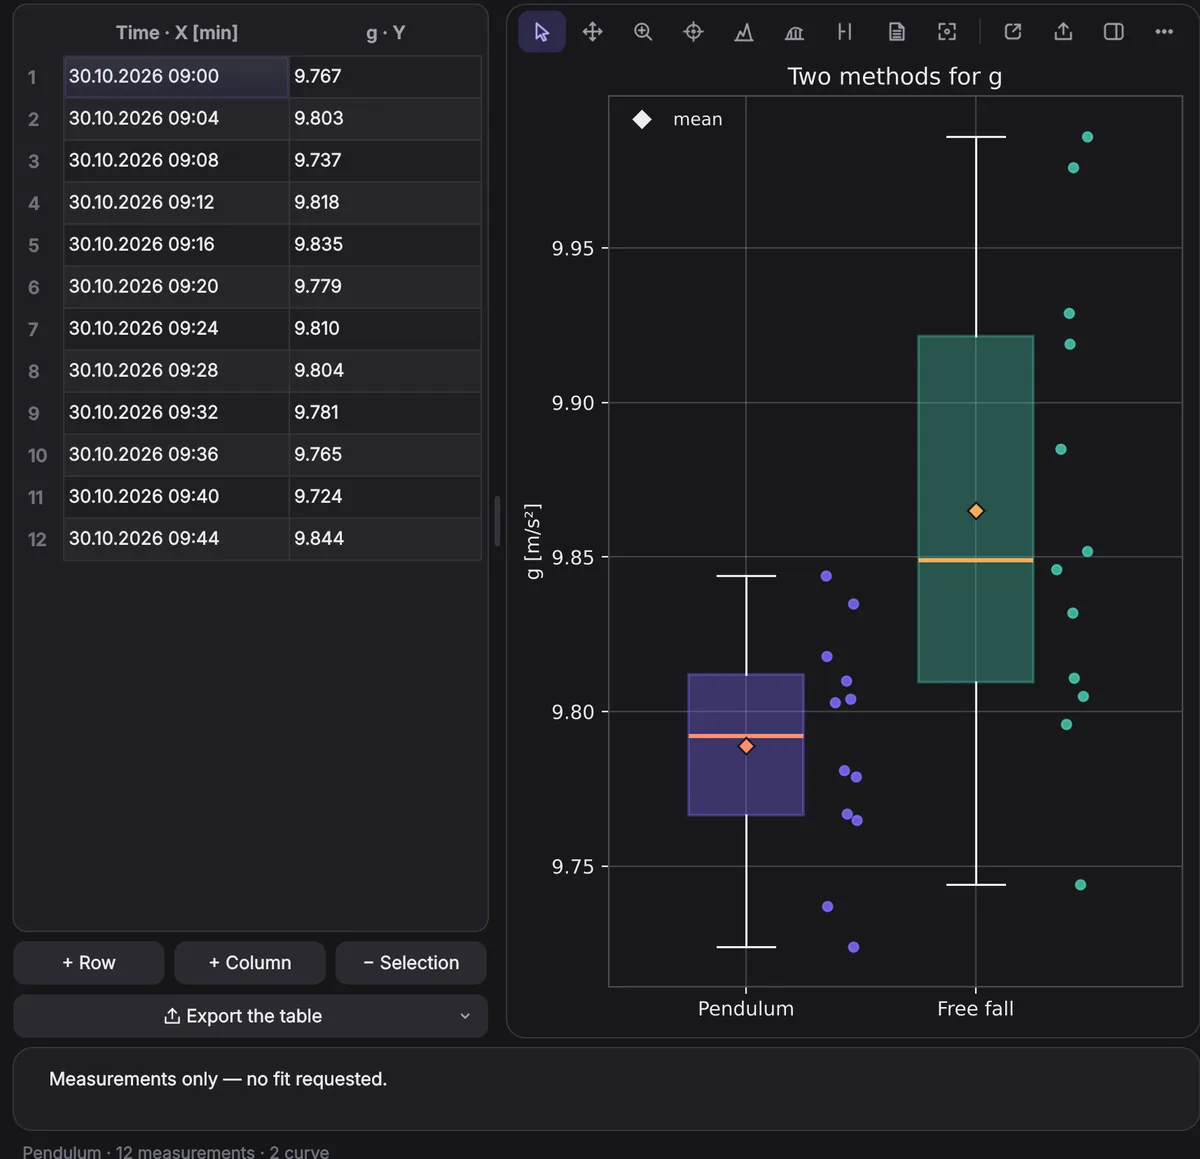 Time · X [min] g · Y
1 30.10.2026 09:00 9.767
2 30.10.2026 09:04 9.803
3 30.10.2026 09:08 9.737
4 30.10.2026 09:12 9.818
5 30.10.2026 09:16 9.835
6 30.10.2026 09:20 9.779
7 30.10.2026 09:24 9.810
8 30.10.2026 09:28 9.804
9 30.10.2026 09:32 9.781
10 30.10.2026 09:36 9.765
11 30.10.2026 09:40 9.724
12 30.10.2026 09:44 9.844
+ Row
+ Column
− Selection
Export the table
Two methods for g
mean
g [m/s²]
9.95
9.90
9.85
9.80
9.75
Pendulum
Free fall
Measurements only — no fit requested.
Pendulum · 12 measurements · 2 curve